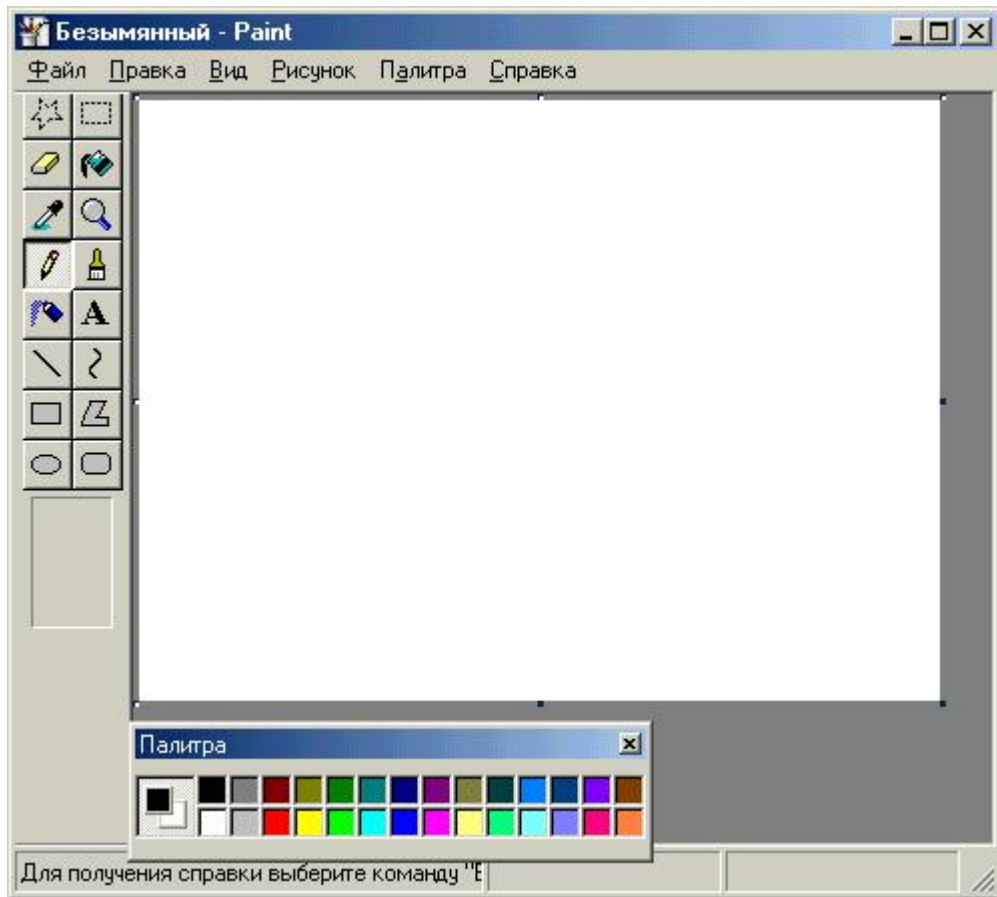 Безымянный - Paint
Файл Правка Вид Рисунок Палитра Справка
A
Палитра
Для получения справки выберите команду "В